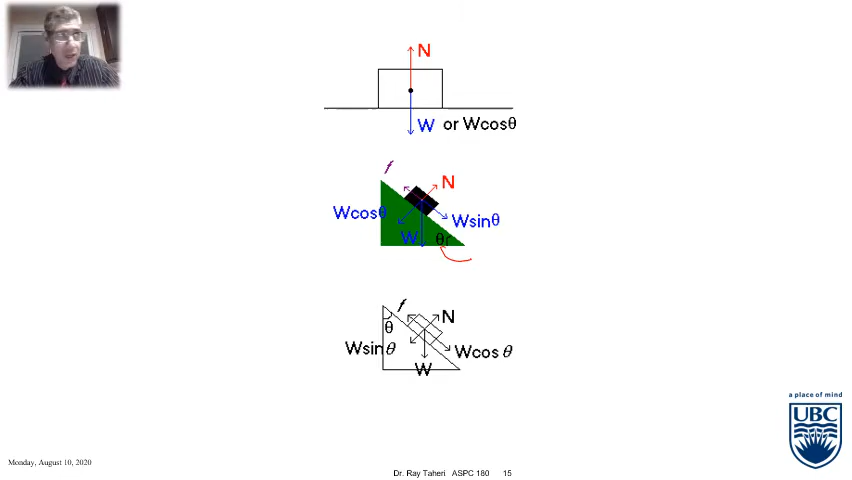 N
W or Wcosθ
f
N
Wcosθ
Wsinθ
W
θr
f
N
θ
Wsinθ
Wcos θ
W
a place of mind
UBC
Monday, August 10, 2020
Dr. Ray Taheri ASPC 180 15